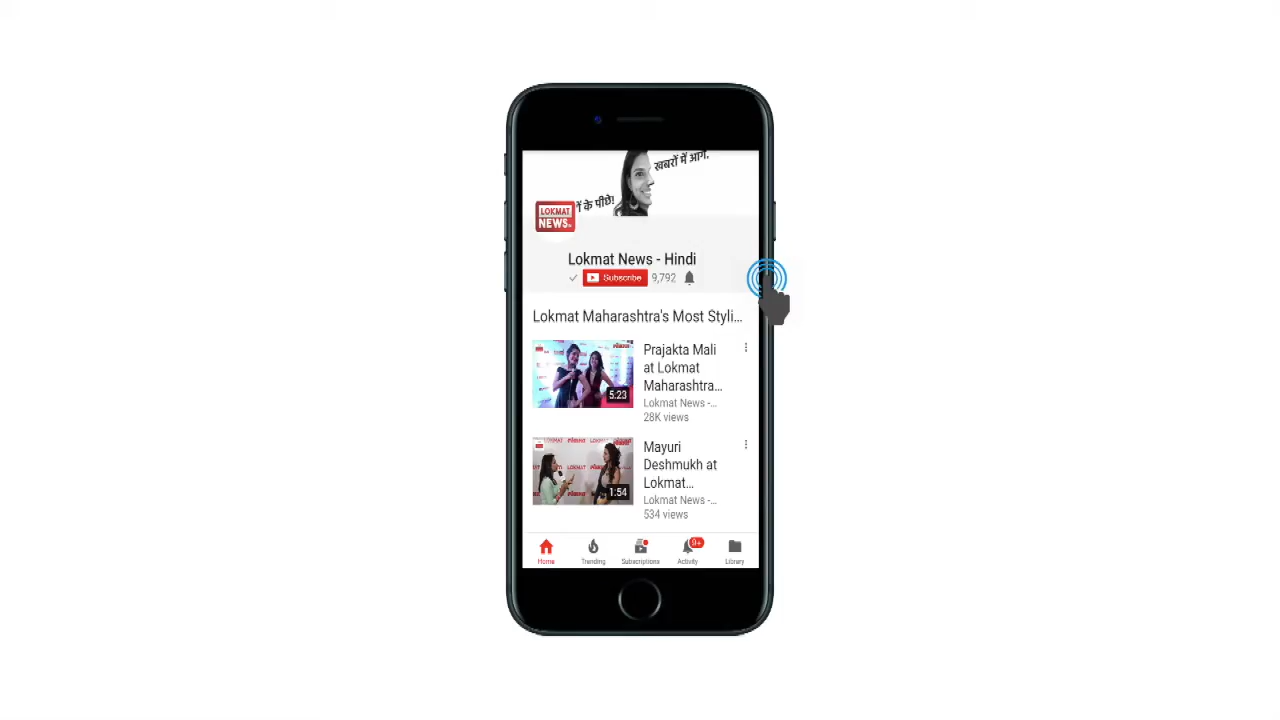 खबरों में आगे,
ों के पीछे!
LOKMAT
NEWS
Lokmat News - Hindi
Subscribe 9,792
Lokmat Maharashtra's Most Styli...
Prajakta Mali
at Lokmat
Maharashtra...
Lokmat News -...
28K views
5:23
Mayuri
Deshmukh at
Lokmat...
Lokmat News -...
534 views
LOKMAT
1:54
9+
Home Trending Subscriptions Activity Library